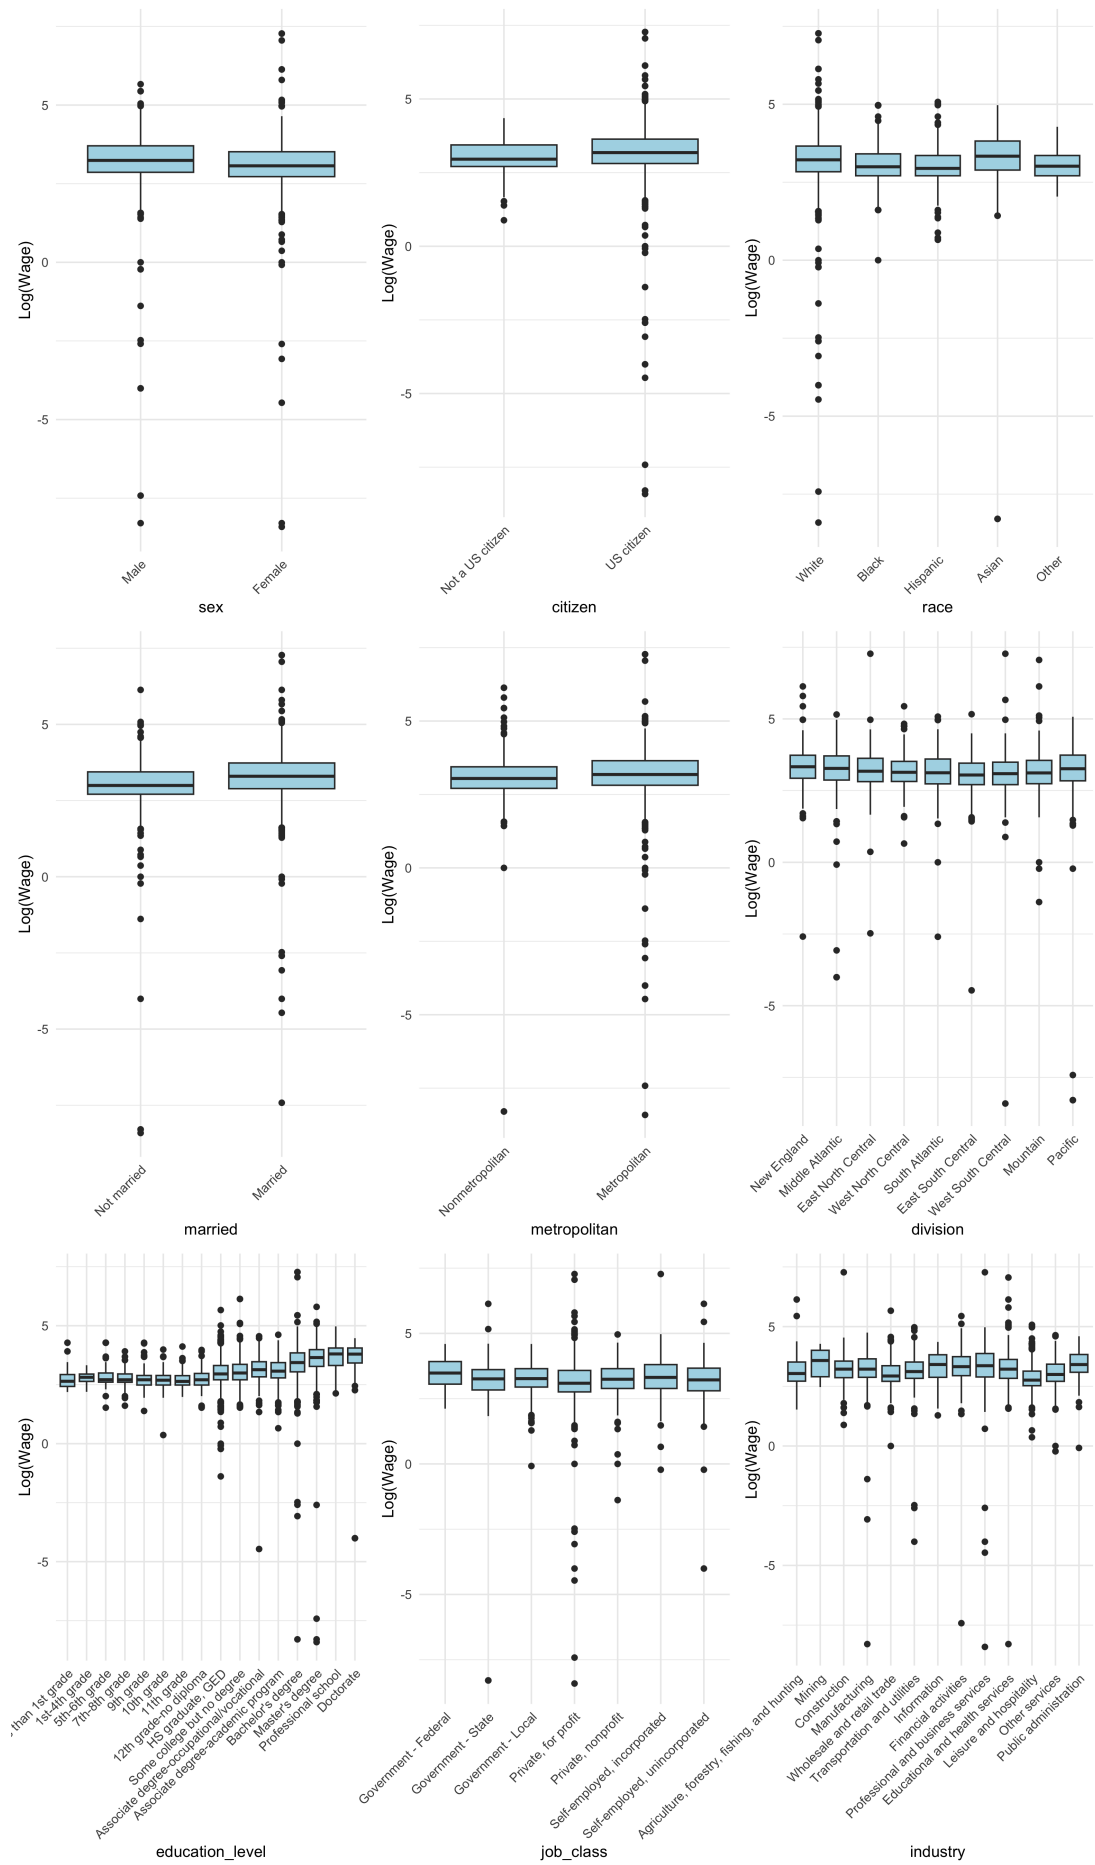 Log(Wage)
5
0
-5
Male
Female
sex
Log(Wage)
5
0
-5
Not a US citizen
US citizen
citizen
Log(Wage)
5
0
-5
White
Black
Hispanic
Asian
Other
race
Log(Wage)
5
0
-5
Not married
Married
married
Log(Wage)
5
0
-5
Nonmetropolitan
Metropolitan
metropolitan
Log(Wage)
5
0
-5
New England
Middle Atlantic
East North Central
West North Central
South Atlantic
East South Central
West South Central
Mountain
Pacific
division
Log(Wage)
5
0
-5
than 1st grade
1st-4th grade
5th-6th grade
7th-8th grade
9th grade
10th grade
11th grade
12th grade-no diploma
HS graduate, GED
Some college but no degree
Associate degree-occupational/vocational
Associate degree-academic program
Bachelor's degree
Master's degree
Professional school
Doctorate
education_level
Log(Wage)
5
0
-5
Government - Federal
Government - State
Government - Local
Private, for profit
Private, nonprofit
Self-employed, incorporated
Self-employed, unincorporated
job_class
Log(Wage)
5
0
-5
Agriculture, forestry, fishing, and hunting
Mining
Construction
Manufacturing
Wholesale and retail trade
Transportation and utilities
Information
Financial activities
Professional and business services
Educational and health services
Leisure and hospitality
Other services
Public administration
industry